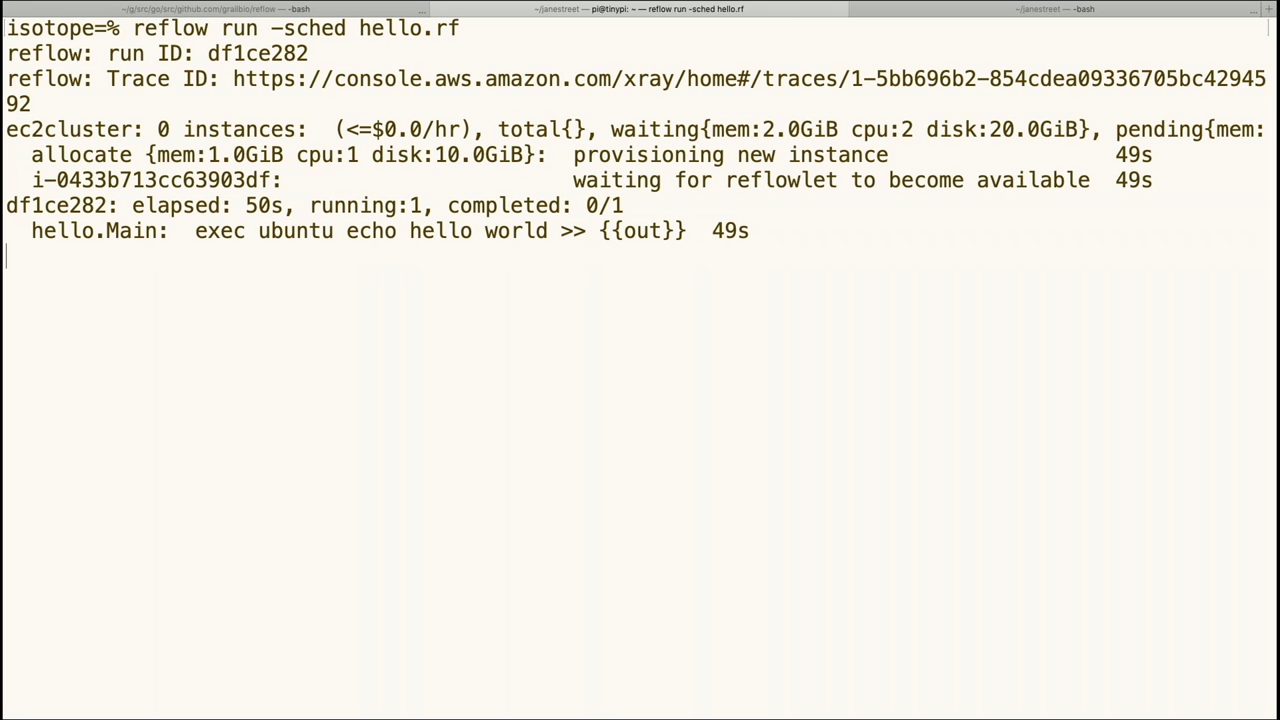 ~/g/src/go/src/github.com/grailbio/reflow — -bash ... ~/janestreet — pi@tinypi: ~ — reflow run -sched hello.rf ~/janestreet — -bash ... +
isotope=% reflow run -sched hello.rf
reflow: run ID: df1ce282
reflow: Trace ID: https://console.aws.amazon.com/xray/home#/traces/1-5bb696b2-854cdea09336705bc42945
92
ec2cluster: 0 instances:  (<=$0.0/hr), total{}, waiting{mem:2.0GiB cpu:2 disk:20.0GiB}, pending{mem:
  allocate {mem:1.0GiB cpu:1 disk:10.0GiB}:  provisioning new instance                  49s
  i-0433b713cc63903df:                       waiting for reflowlet to become available  49s
df1ce282: elapsed: 50s, running:1, completed: 0/1
  hello.Main:  exec ubuntu echo hello world >> {{out}}  49s